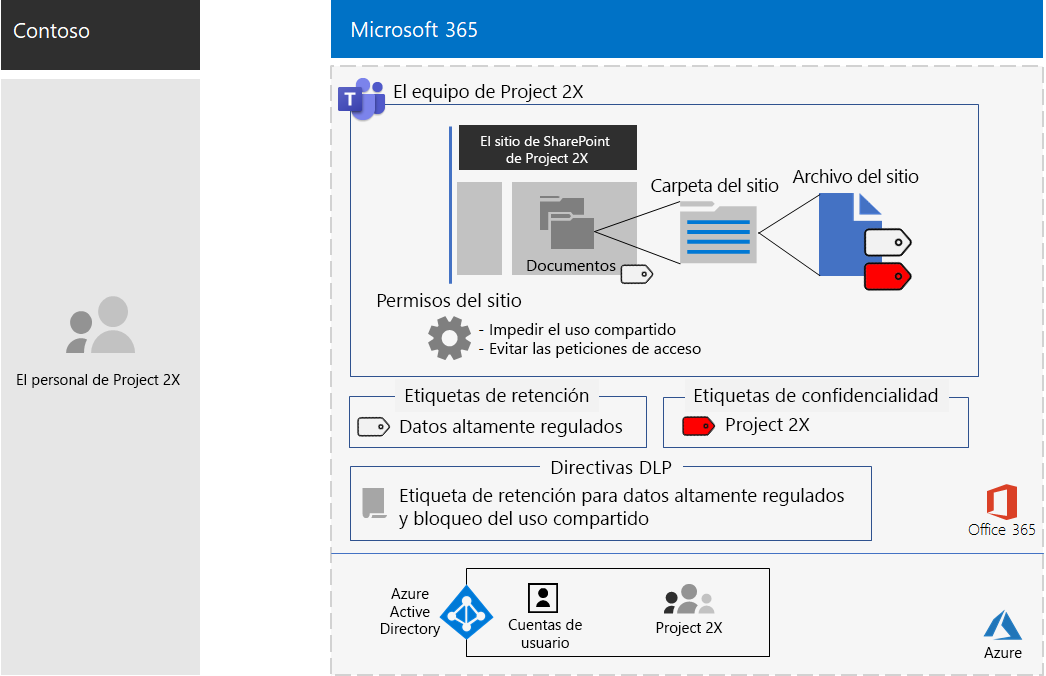 Contoso
Microsoft 365
El equipo de Project 2X
El sitio de SharePoint
de Project 2X
Carpeta del sitio
Archivo del sitio
Documentos
Permisos del sitio
- Impedir el uso compartido
- Evitar las peticiones de acceso
El personal de Project 2X
Etiquetas de retención
Datos altamente regulados
Etiquetas de confidencialidad
Project 2X
Directivas DLP
Etiqueta de retención para datos altamente regulados
y bloqueo del uso compartido
Office 365
Azure
Active
Directory
Cuentas de
usuario
Project 2X
Azure